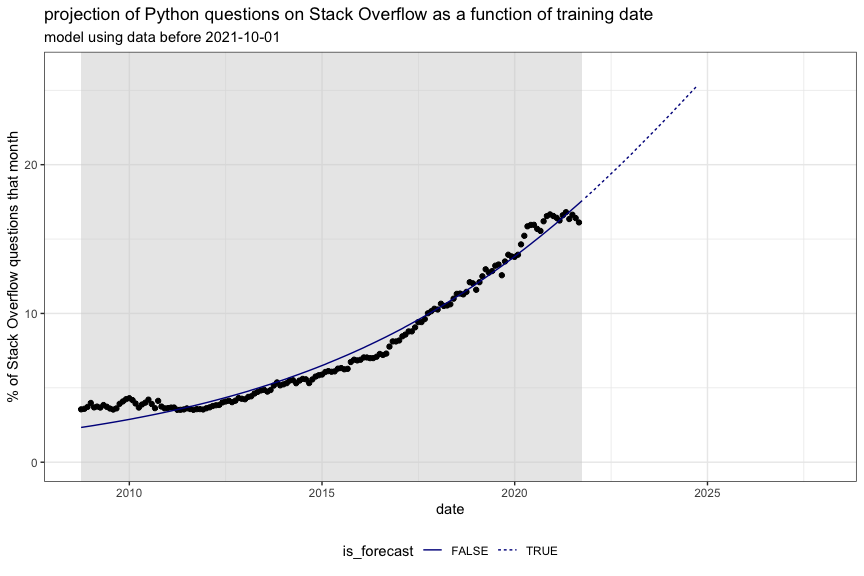 projection of Python questions on Stack Overflow as a function of training date
model using data before 2021-10-01
% of Stack Overflow questions that month
20
10
0
2010 2015 2020 2025
date
is_forecast FALSE TRUE